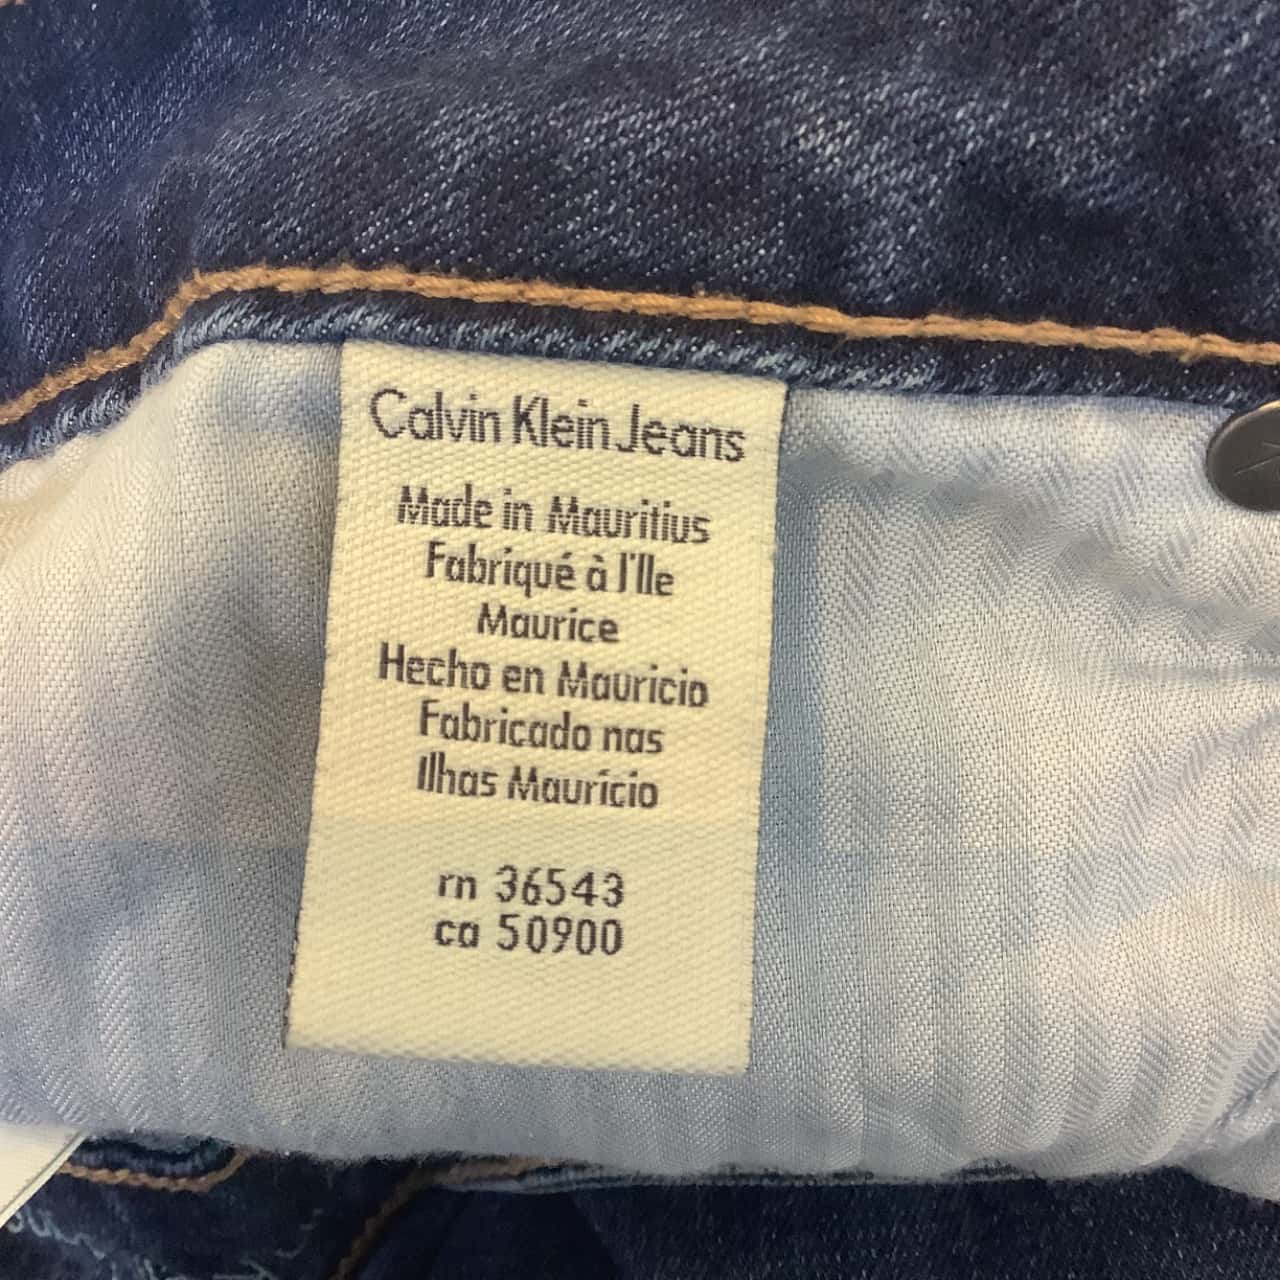 Calvin Klein Jeans
Made in Mauritius
Fabriqué à l'Ile
Maurice
Hecho en Mauricio
Fabricado nas
Ilhas Maurício
rn 36543
ca 50900